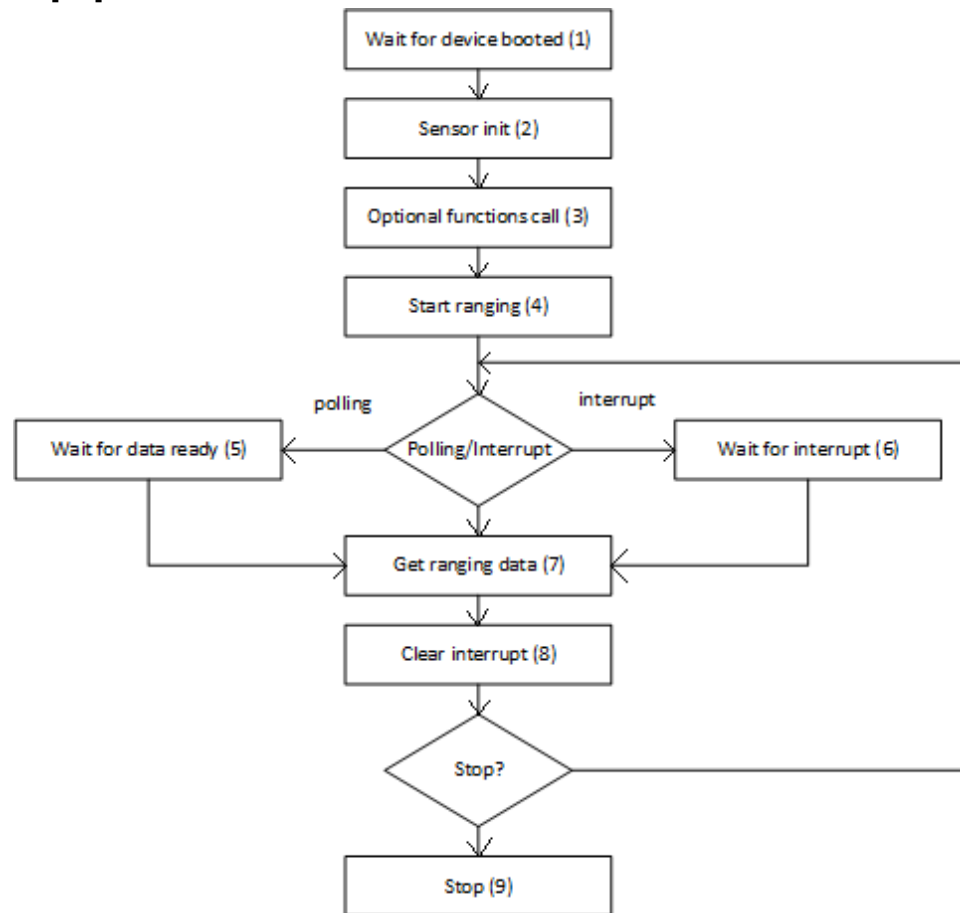 Wait for device booted (1)
Sensor init (2)
Optional functions call (3)
Start ranging (4)
polling
interrupt
Wait for data ready (5)
Polling/Interrupt
Wait for interrupt (6)
Get ranging data (7)
Clear interrupt (8)
Stop?
Stop (9)